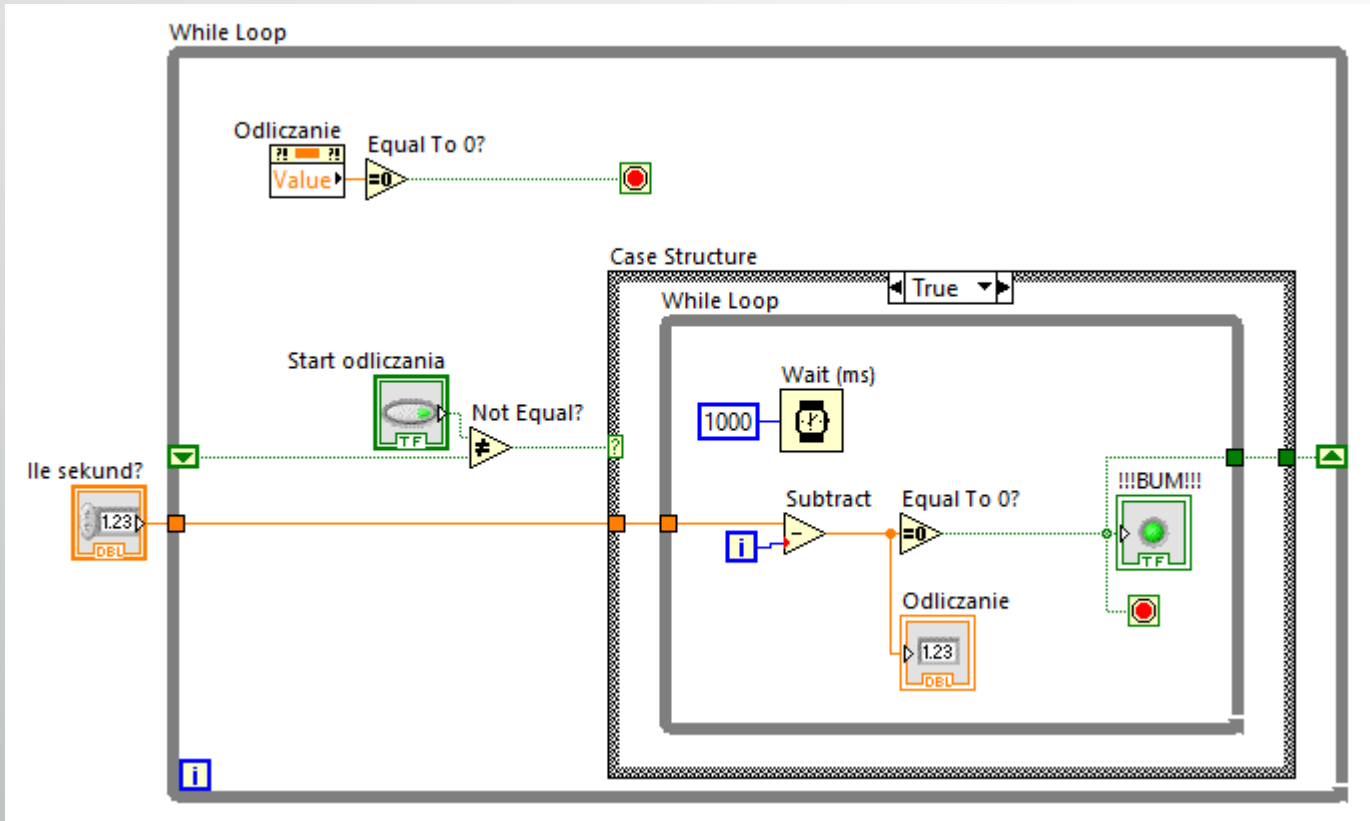 While Loop
Odliczanie
Equal To 0?
?! ?!
Value
=0
Case Structure
True
While Loop
Start odliczania
TF
Not Equal?
≠
?
Wait (ms)
1000
Ile sekund?
1.23
DBL
Subtract
-
i
Equal To 0?
=0
!!!BUM!!!
TF
Odliczanie
1.23
DBL
i